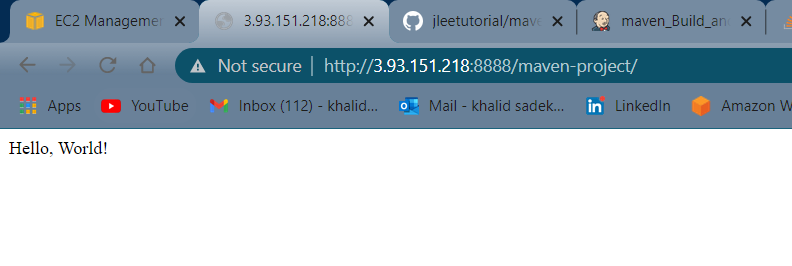 EC2 Managemen
3.93.151.218:888
jleetutorial/mave
maven_Build_an
Not secure | http://3.93.151.218:8888/maven-project/
Apps
YouTube
Inbox (112) - khalid...
Mail - khalid sadek...
LinkedIn
Amazon W
Hello, World!